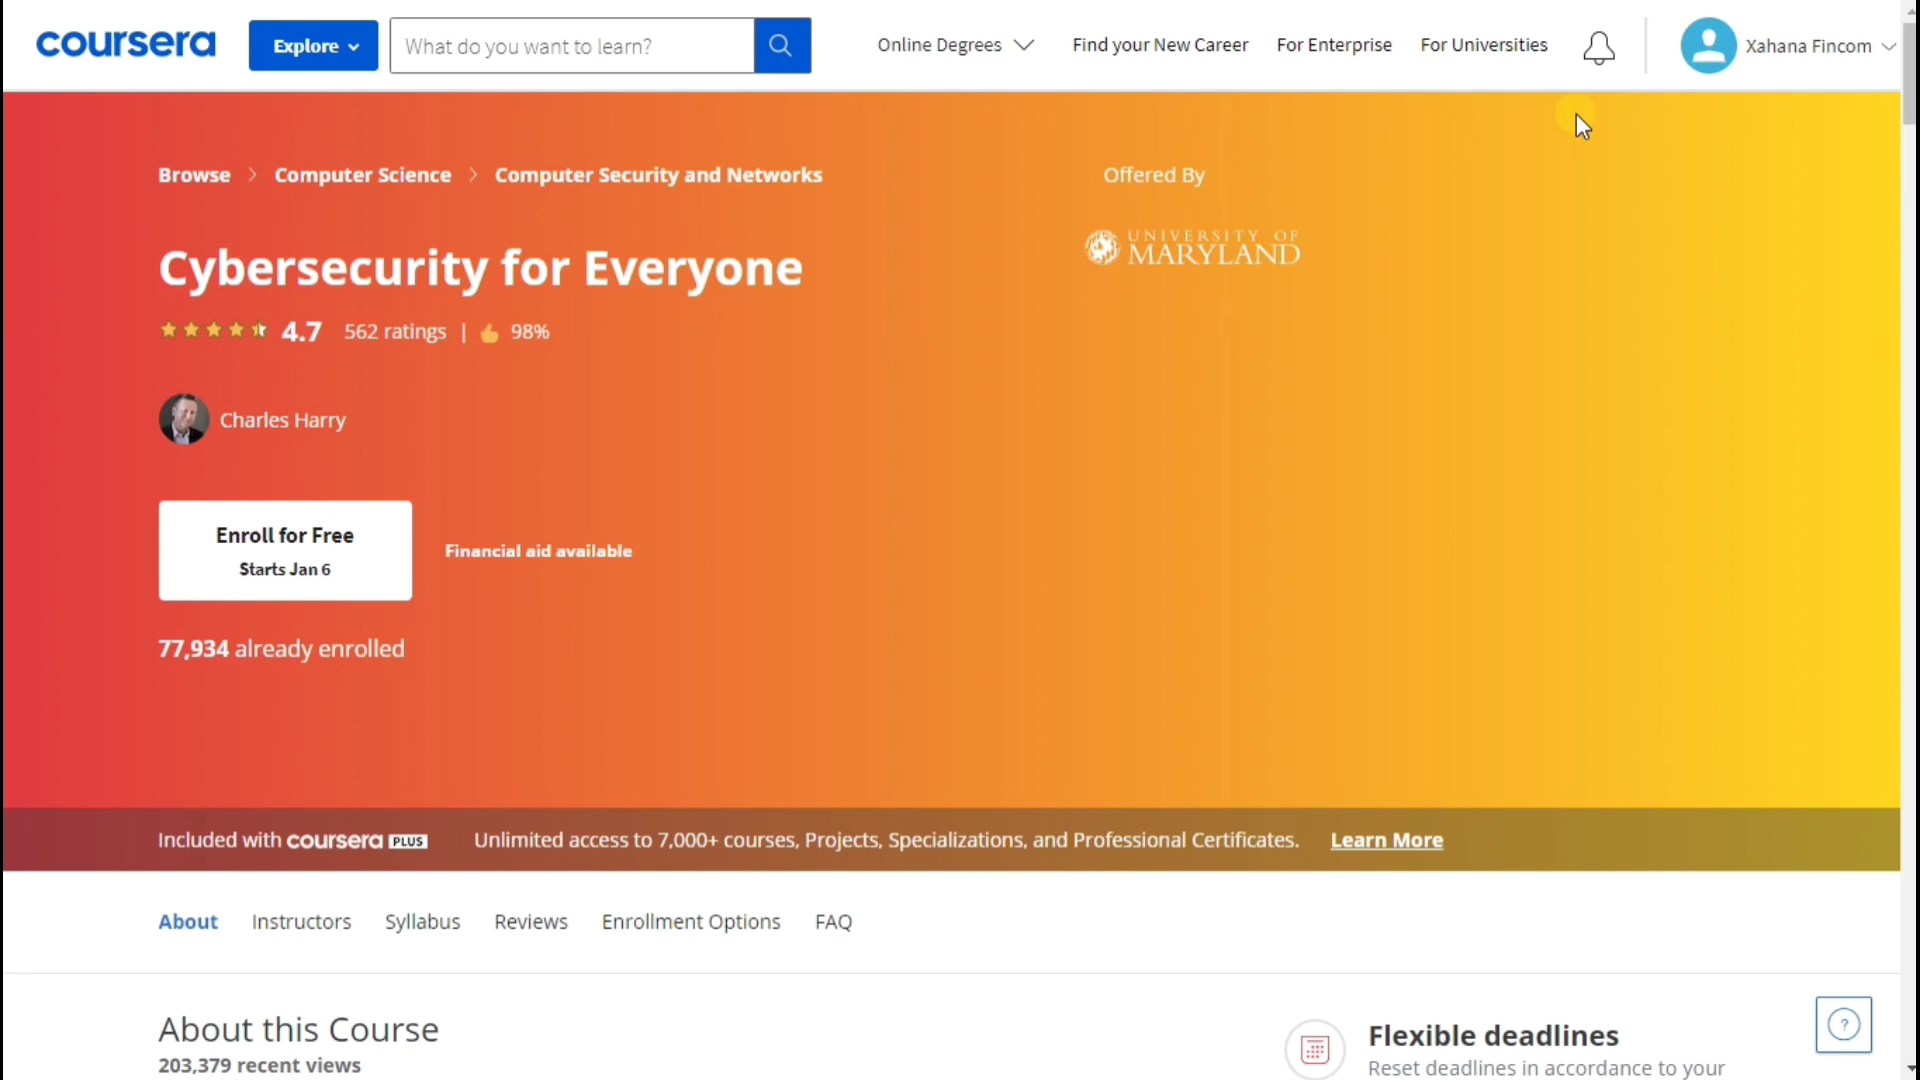 coursera
Explore
What do you want to learn?
Online Degrees
Find your New Career
For Enterprise
For Universities
Xahana Fincom
Browse > Computer Science > Computer Security and Networks
Offered By
UNIVERSITY OF
MARYLAND
Cybersecurity for Everyone
4.7 562 ratings | 98%
Charles Harry
Enroll for Free
Starts Jan 6
Financial aid available
77,934 already enrolled
Included with coursera PLUS
Unlimited access to 7,000+ courses, Projects, Specializations, and Professional Certificates. Learn More
About Instructors Syllabus Reviews Enrollment Options FAQ
About this Course
203,379 recent views
Flexible deadlines
Reset deadlines in accordance to your
?